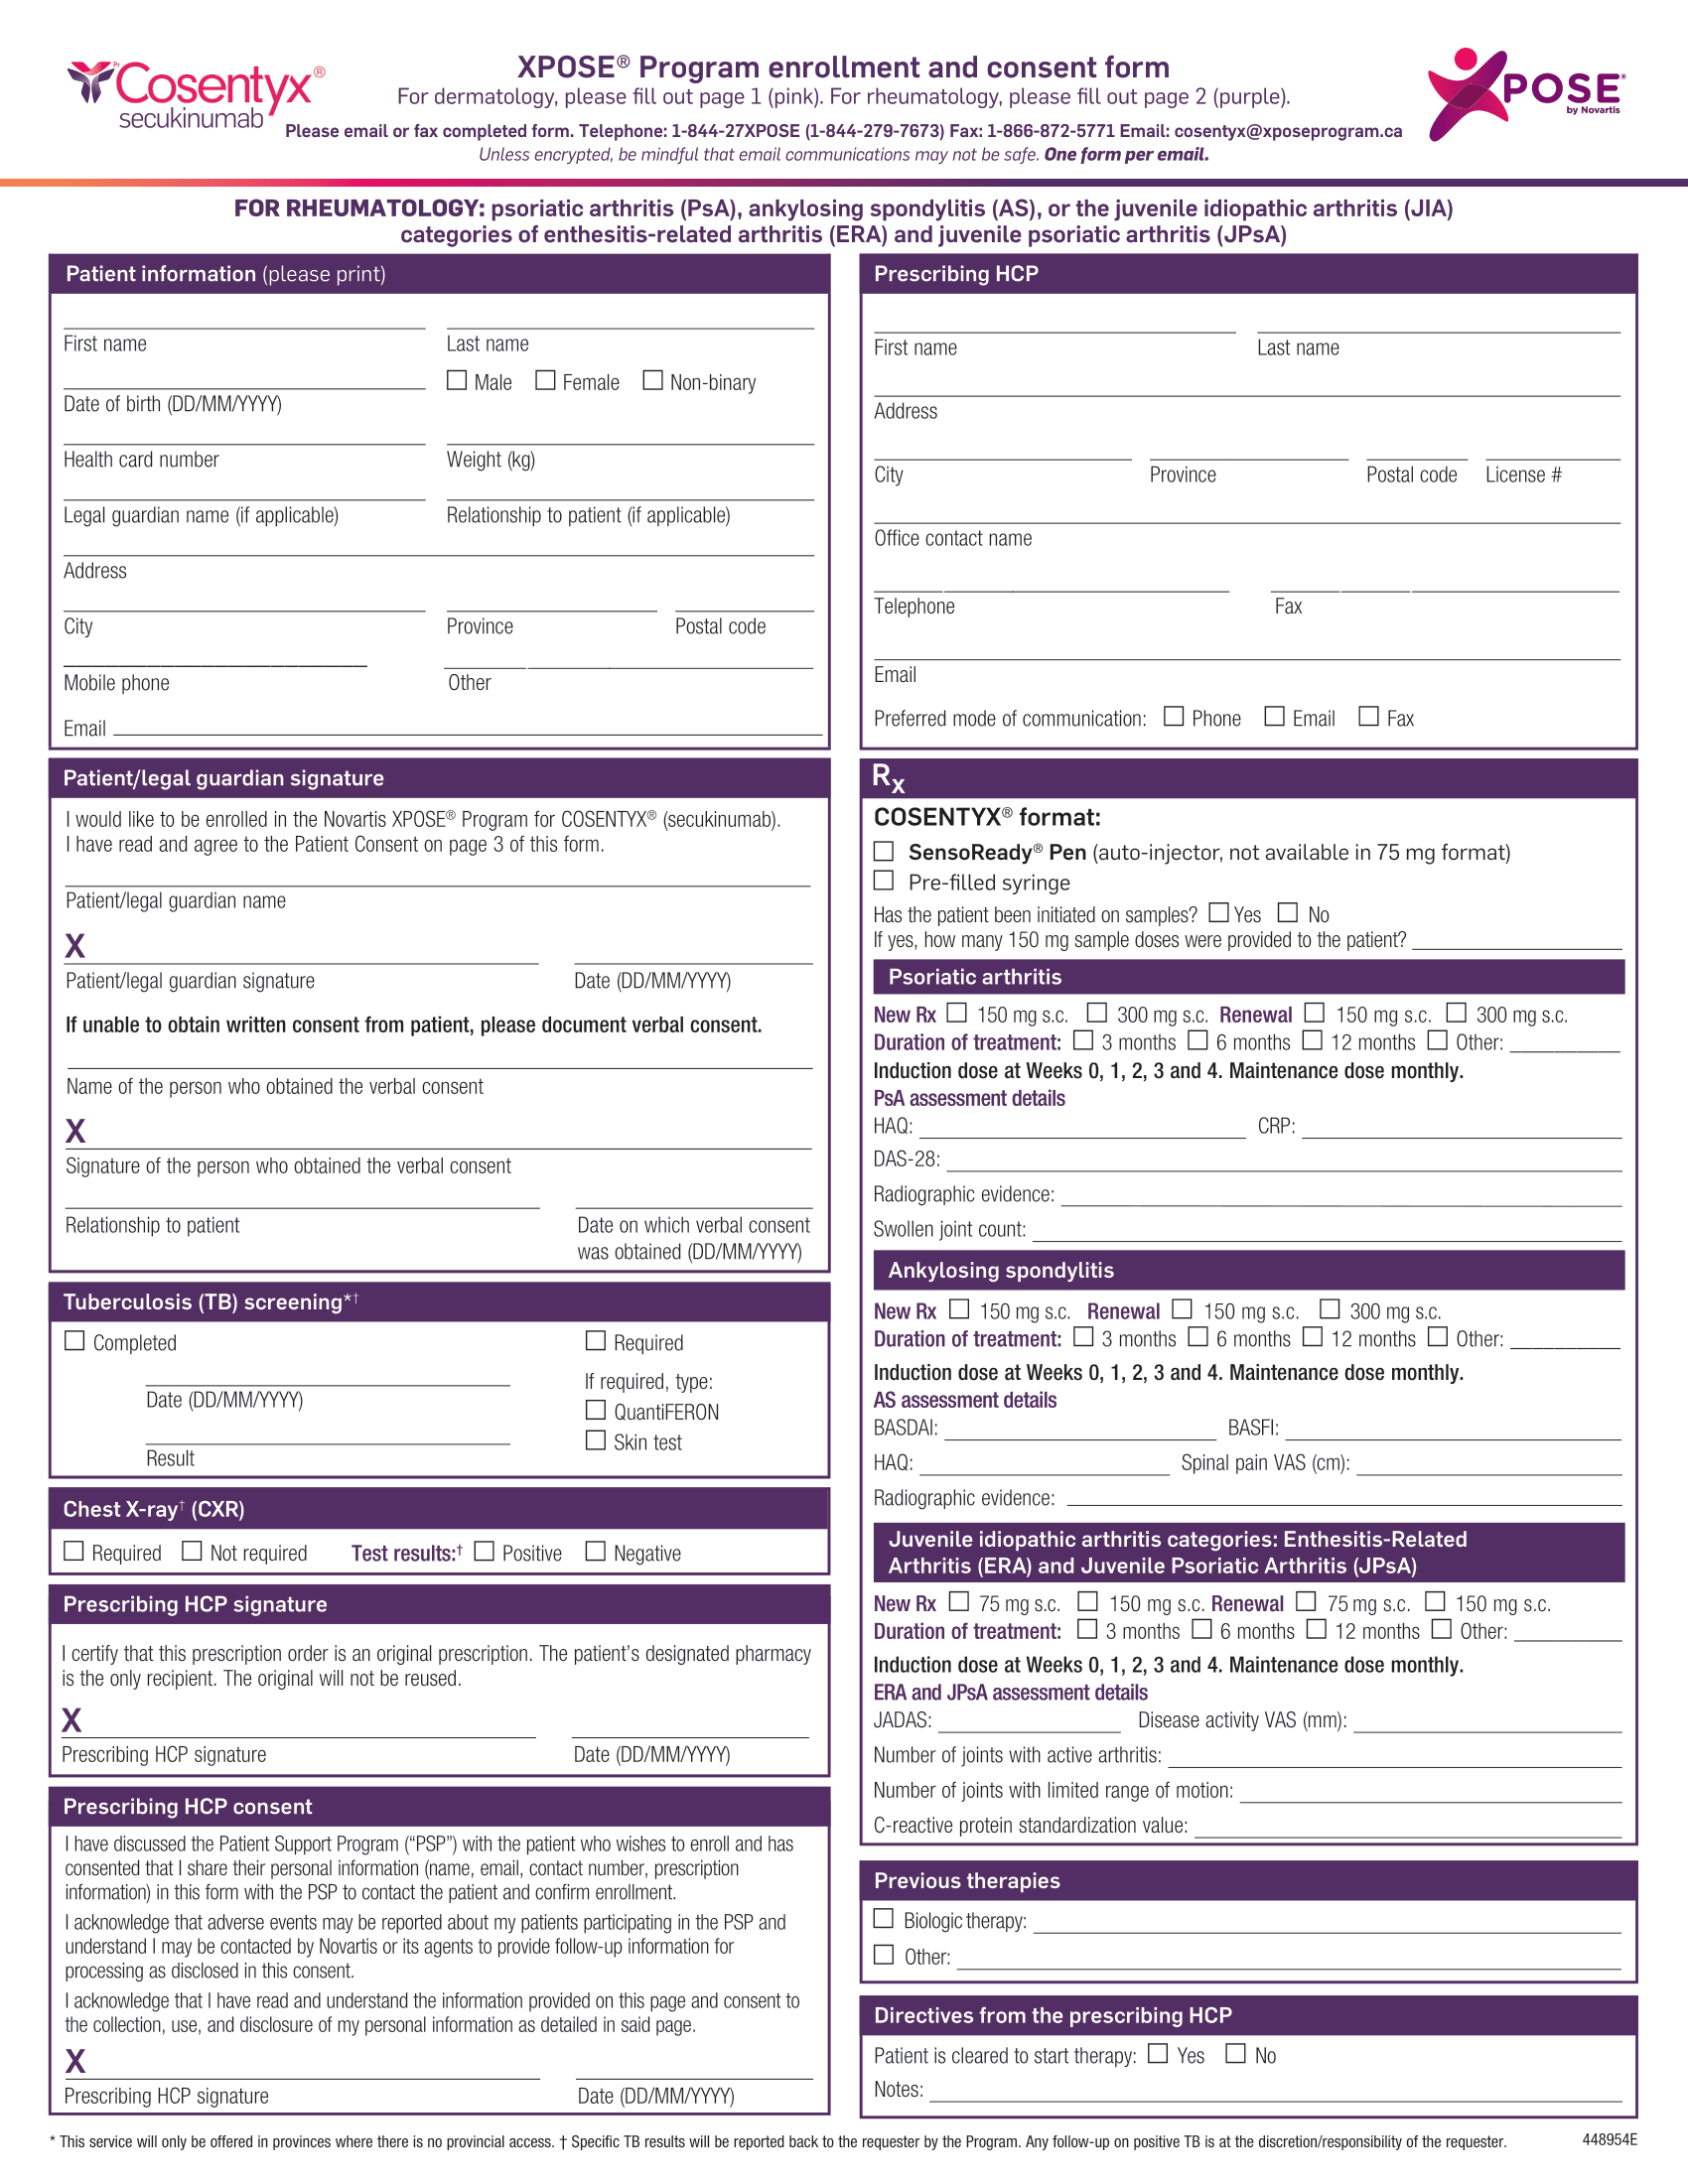 PrCosentyx®
secukinumab
XPOSE® Program enrollment and consent form
For dermatology, please fill out page 1 (pink). For rheumatology, please fill out page 2 (purple).
Please email or fax completed form. Telephone: 1-844-27XPOSE (1-844-279-7673) Fax: 1-866-872-5771 Email: cosentyx@xposeprogram.ca
Unless encrypted, be mindful that email communications may not be safe. One form per email.
XPOSE®
by Novartis
FOR RHEUMATOLOGY: psoriatic arthritis (PsA), ankylosing spondylitis (AS), or the juvenile idiopathic arthritis (JIA)
categories of enthesitis-related arthritis (ERA) and juvenile psoriatic arthritis (JPsA)
Patient information (please print)
First name Last name
☐ Male ☐ Female ☐ Non-binary
Date of birth (DD/MM/YYYY)
Health card number Weight (kg)
Legal guardian name (if applicable) Relationship to patient (if applicable)
Address
City Province Postal code
Mobile phone Other
Email
Patient/legal guardian signature
I would like to be enrolled in the Novartis XPOSE® Program for COSENTYX® (secukinumab).
I have read and agree to the Patient Consent on page 3 of this form.
Patient/legal guardian name
X
Patient/legal guardian signature Date (DD/MM/YYYY)
If unable to obtain written consent from patient, please document verbal consent.
Name of the person who obtained the verbal consent
X
Signature of the person who obtained the verbal consent
Relationship to patient Date on which verbal consent
was obtained (DD/MM/YYYY)
Tuberculosis (TB) screening*†
☐ Completed ☐ Required
Date (DD/MM/YYYY) If required, type:
☐ QuantiFERON
Result ☐ Skin test
Chest X-ray† (CXR)
☐ Required ☐ Not required Test results:† ☐ Positive ☐ Negative
Prescribing HCP signature
I certify that this prescription order is an original prescription. The patient's designated pharmacy
is the only recipient. The original will not be reused.
X
Prescribing HCP signature Date (DD/MM/YYYY)
Prescribing HCP consent
I have discussed the Patient Support Program ("PSP") with the patient who wishes to enroll and has
consented that I share their personal information (name, email, contact number, prescription
information) in this form with the PSP to contact the patient and confirm enrollment.
I acknowledge that adverse events may be reported about my patients participating in the PSP and
understand I may be contacted by Novartis or its agents to provide follow-up information for
processing as disclosed in this consent.
I acknowledge that I have read and understand the information provided on this page and consent to
the collection, use, and disclosure of my personal information as detailed in said page.
X
Prescribing HCP signature Date (DD/MM/YYYY)
Prescribing HCP
First name Last name
Address
City Province Postal code License #
Office contact name
Telephone Fax
Email
Preferred mode of communication: ☐ Phone ☐ Email ☐ Fax
Rx
COSENTYX® format:
☐ SensoReady® Pen (auto-injector, not available in 75 mg format)
☐ Pre-filled syringe
Has the patient been initiated on samples? ☐ Yes ☐ No
If yes, how many 150 mg sample doses were provided to the patient?
Psoriatic arthritis
New Rx ☐ 150 mg s.c. ☐ 300 mg s.c. Renewal ☐ 150 mg s.c. ☐ 300 mg s.c.
Duration of treatment: ☐ 3 months ☐ 6 months ☐ 12 months ☐ Other:
Induction dose at Weeks 0, 1, 2, 3 and 4. Maintenance dose monthly.
PsA assessment details
HAQ: CRP:
DAS-28:
Radiographic evidence:
Swollen joint count:
Ankylosing spondylitis
New Rx ☐ 150 mg s.c. Renewal ☐ 150 mg s.c. ☐ 300 mg s.c.
Duration of treatment: ☐ 3 months ☐ 6 months ☐ 12 months ☐ Other:
Induction dose at Weeks 0, 1, 2, 3 and 4. Maintenance dose monthly.
AS assessment details
BASDAI: BASFI:
HAQ: Spinal pain VAS (cm):
Radiographic evidence:
Juvenile idiopathic arthritis categories: Enthesitis-Related
Arthritis (ERA) and Juvenile Psoriatic Arthritis (JPsA)
New Rx ☐ 75 mg s.c. ☐ 150 mg s.c. Renewal ☐ 75 mg s.c. ☐ 150 mg s.c.
Duration of treatment: ☐ 3 months ☐ 6 months ☐ 12 months ☐ Other:
Induction dose at Weeks 0, 1, 2, 3 and 4. Maintenance dose monthly.
ERA and JPsA assessment details
JADAS: Disease activity VAS (mm):
Number of joints with active arthritis:
Number of joints with limited range of motion:
C-reactive protein standardization value:
Previous therapies
☐ Biologic therapy:
☐ Other:
Directives from the prescribing HCP
Patient is cleared to start therapy: ☐ Yes ☐ No
Notes:
* This service will only be offered in provinces where there is no provincial access. † Specific TB results will be reported back to the requester by the Program. Any follow-up on positive TB is at the discretion/responsibility of the requester.
448954E